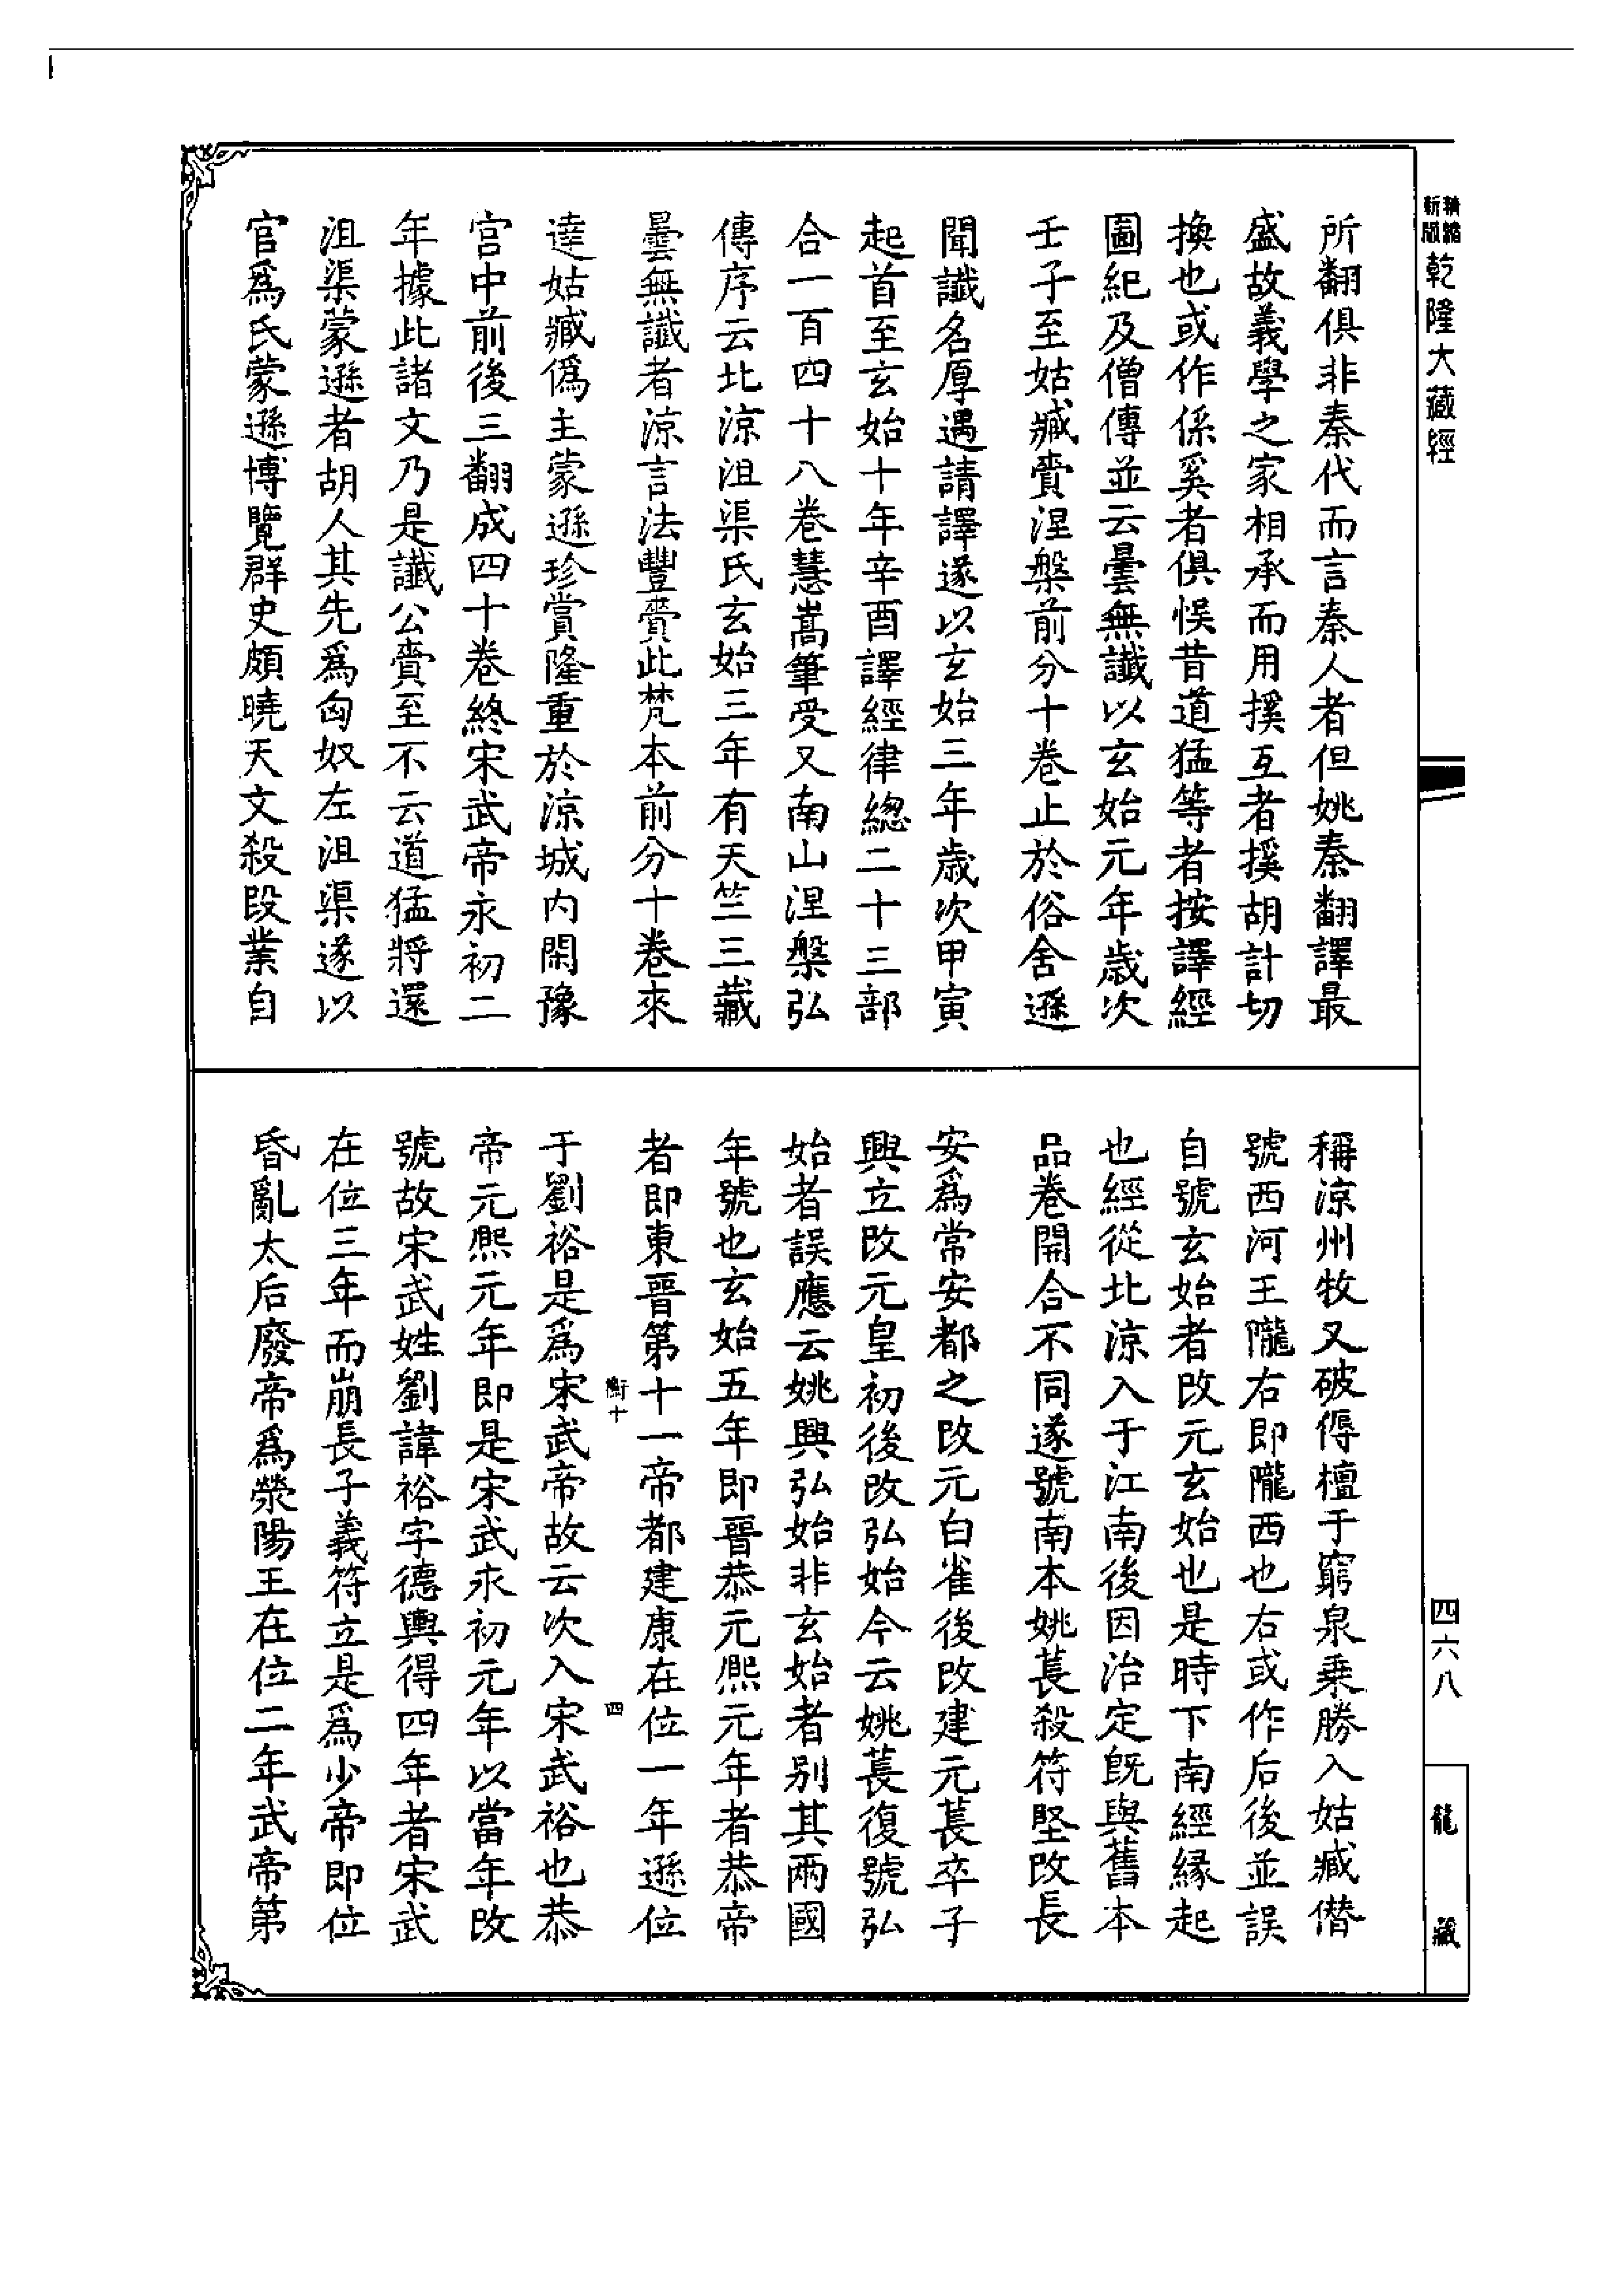 精縮新版乾隆大藏經
所翻俱非秦代而言秦人者但姚秦翻譯最
盛故義學之家相承而用揳互者揳胡計切
換也或作係奚者俱悮昔道猛等者按譯經
圖紀及僧傳並云曇無讖以玄始元年歳次
壬子至姑臧賷涅槃前分十卷止於俗舍遜
聞讖名厚遇請譯遂以玄始三年歳次甲寅
起首至玄始十年辛酉譯經律總二十三部
合一百四十八卷慧嵩筆受又南山涅槃弘
傳序云北涼沮渠氏玄始三年有天竺三藏
曇無讖者涼言法豐賷此梵本前分十卷來
達姑臧偽主蒙遜珍賞隆重於涼城内閑豫
宫中前後三翻成四十卷終宋武帝永初二
年據此諸文乃是讖公賷至不云道猛將還
沮渠蒙遜者胡人其先爲匈奴左沮渠遂以
官爲氏蒙遜博覽群史頗曉天文殺段業自
稱涼州牧又破傉檀于窮泉乗勝入姑臧僣
號西河王隴右即隴西也右或作后後並誤
自號玄始者改元玄始也是時下南經縁起
也經從北涼入于江南後因治定既與舊本
品卷開合不同遂號南本姚萇殺符堅改長
安爲常安都之改元白雀後改建元萇卒子
興立改元皇初後改弘始今云姚萇復號弘
始者誤應云姚興弘始非玄始者别其兩國
年號也玄始五年即晉恭元熙元年者恭帝
者即東晉第十一帝都建康在位一年遜位
衡十 四
于劉裕是爲宋武帝故云次入宋武裕也恭
帝元熙元年即是宋武永初元年以當年改
號故宋武姓劉諱裕字德輿得四年者宋武
在位三年而崩長子義符立是爲少帝即位
昏亂太后廢帝爲滎陽王在位二年武帝第
四六八
龍藏